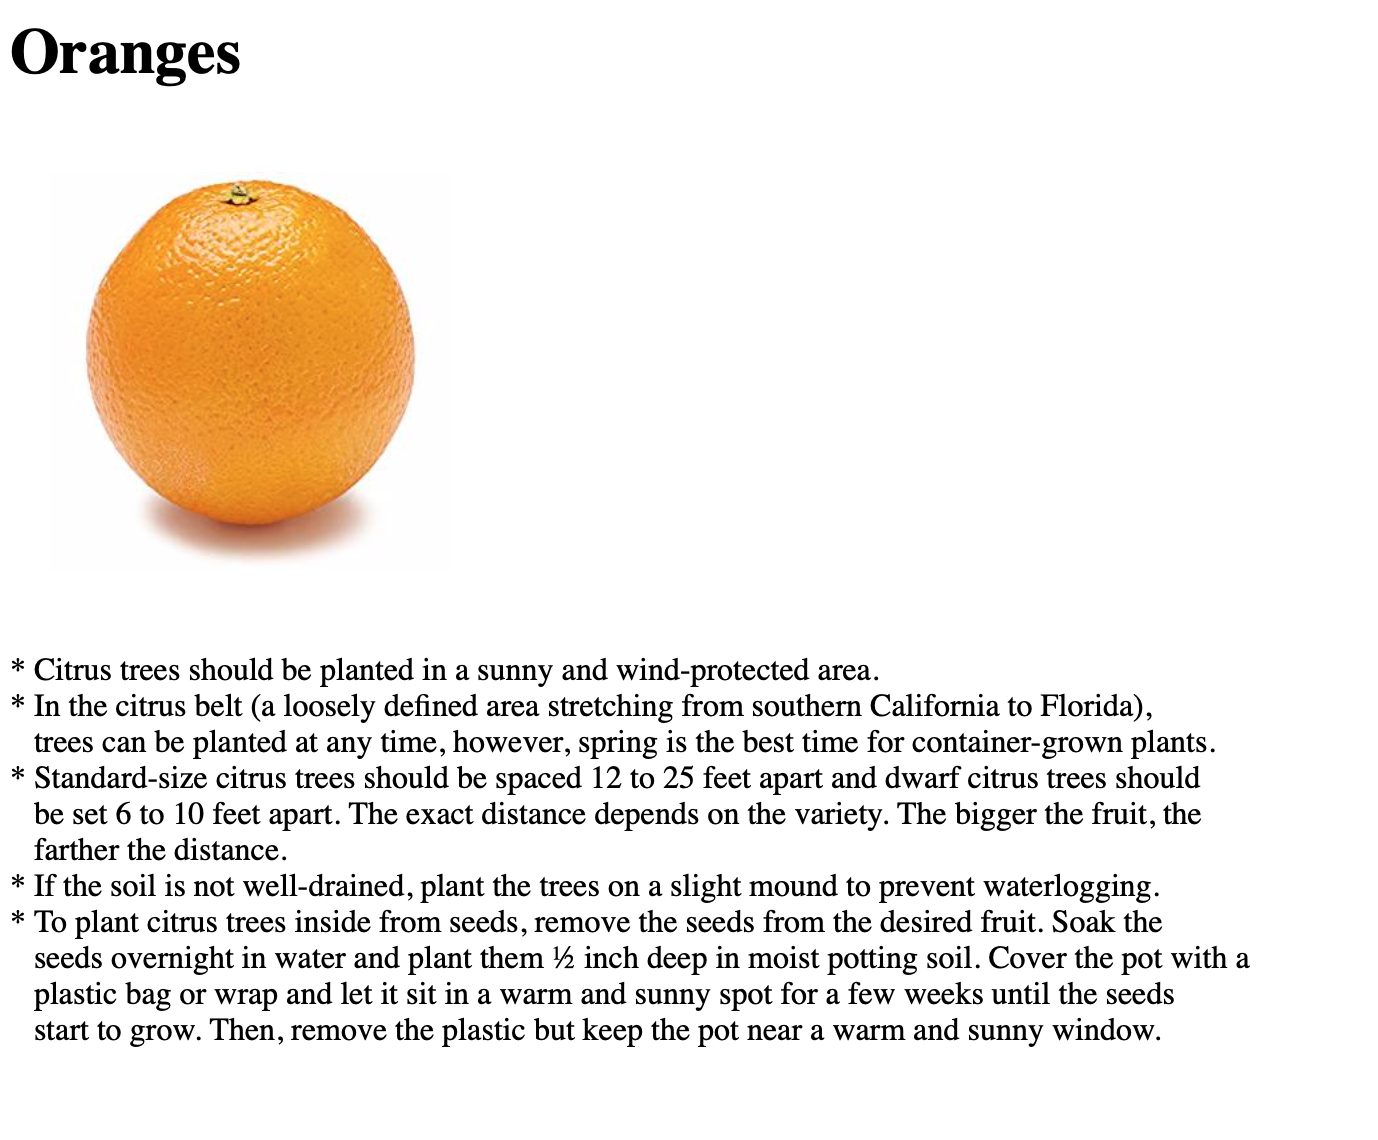 Oranges
* Citrus trees should be planted in a sunny and wind-protected area.
* In the citrus belt (a loosely defined area stretching from southern California to Florida),
trees can be planted at any time, however, spring is the best time for container-grown plants.
* Standard-size citrus trees should be spaced 12 to 25 feet apart and dwarf citrus trees should
be set 6 to 10 feet apart. The exact distance depends on the variety. The bigger the fruit, the
farther the distance.
* If the soil is not well-drained, plant the trees on a slight mound to prevent waterlogging.
* To plant citrus trees inside from seeds, remove the seeds from the desired fruit. Soak the
seeds overnight in water and plant them ½ inch deep in moist potting soil. Cover the pot with a
plastic bag or wrap and let it sit in a warm and sunny spot for a few weeks until the seeds
start to grow. Then, remove the plastic but keep the pot near a warm and sunny window.